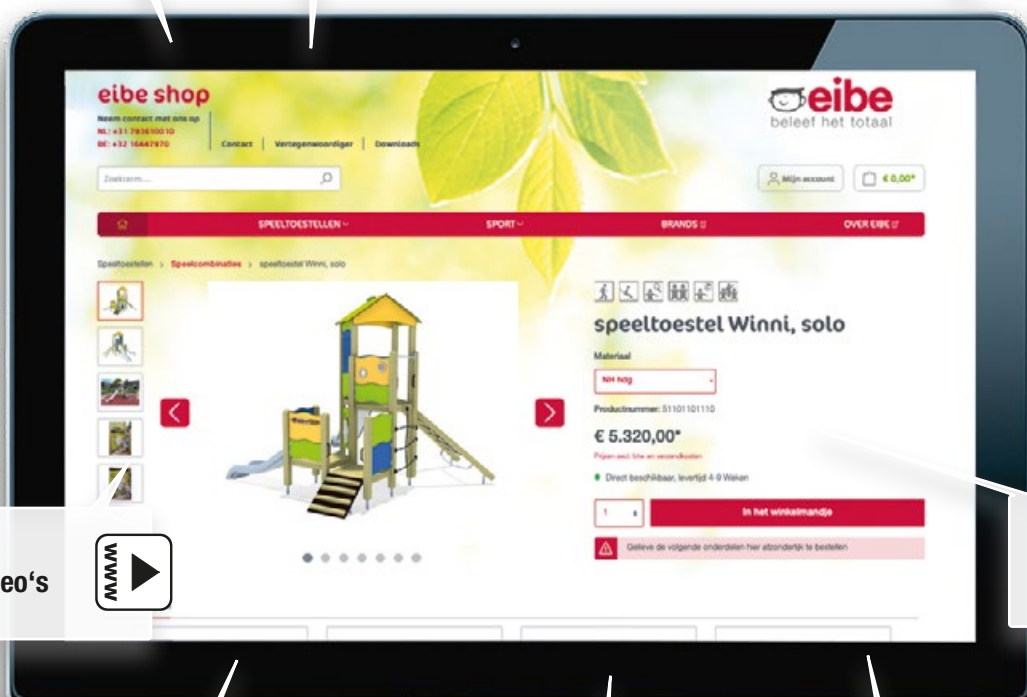 eibe shop
Neem contact met ons op
NL: +31 793610010
BE: +32 16447970
Contact | Vertegenwoordiger | Downloads
eibe
beleef het totaal
Zoekterm...
Mijn account
€ 0,00*
SPEELTOESTELLEN
SPORT
BRANDS
OVER EIBE
Speeltoestellen > Speelcombinaties > speeltoestel Winni, solo
speeltoestel Winni, solo
Materiaal
NH hdg
Productnummer: 51101101110
€ 5.320,00*
Prijzen excl. btw en verzendkosten
Direct beschikbaar, levertijd 4-9 Weken
1
In het winkelmandje
Gelieve de volgende onderdelen hier afzonderlijk te bestellen
eo's
www